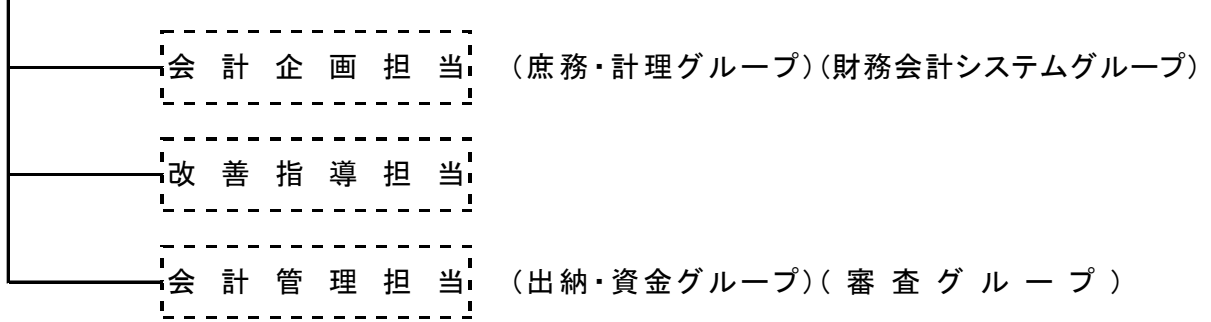 会計企画担当 (庶務・計理グループ)(財務会計システムグループ)
改善指導担当
会計管理担当 (出納・資金グループ)(審査グループ)